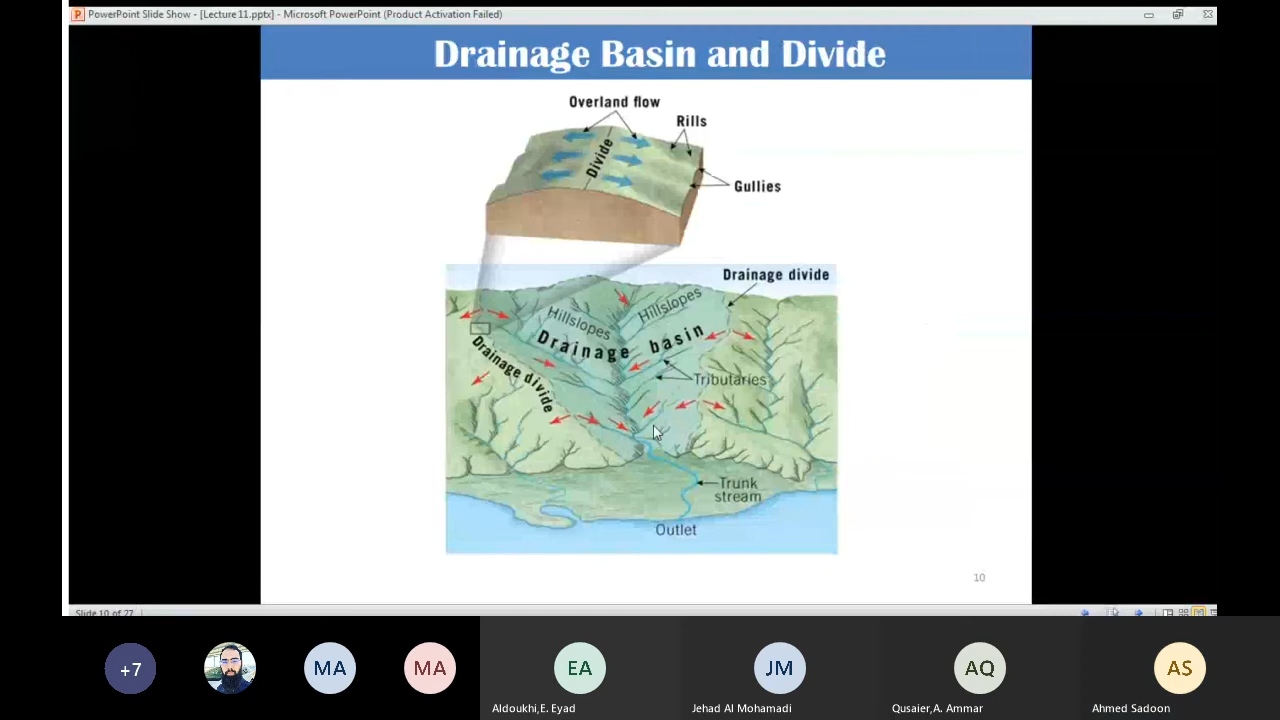 PowerPoint Slide Show - [Lecture 11.pptx] - Microsoft PowerPoint (Product Activation Failed)
Drainage Basin and Divide
Overland flow
Rills
Divide
Gullies
Drainage divide
Hillslopes
Hillslopes
Drainage basin
Drainage divide
Tributaries
Trunk
stream
Outlet
10
Slide 10 of 27
+7
MA
MA
EA
JM
AQ
AS
Aldoukhi,E. Eyad
Jehad Al Mohamadi
Qusaier,A. Ammar
Ahmed Sadoon